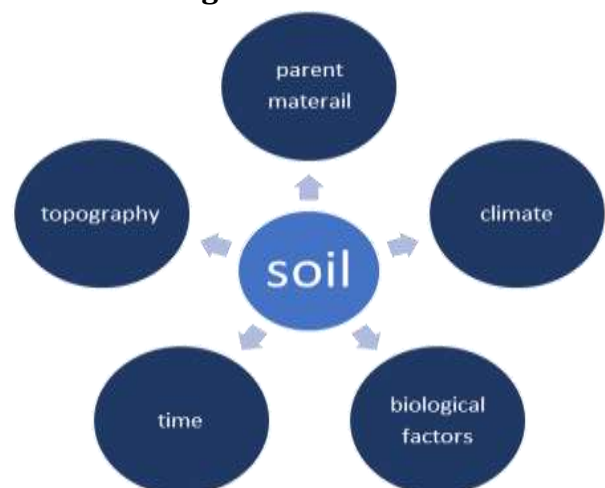 parent
materail
topography
climate
soil
time
biological
factors